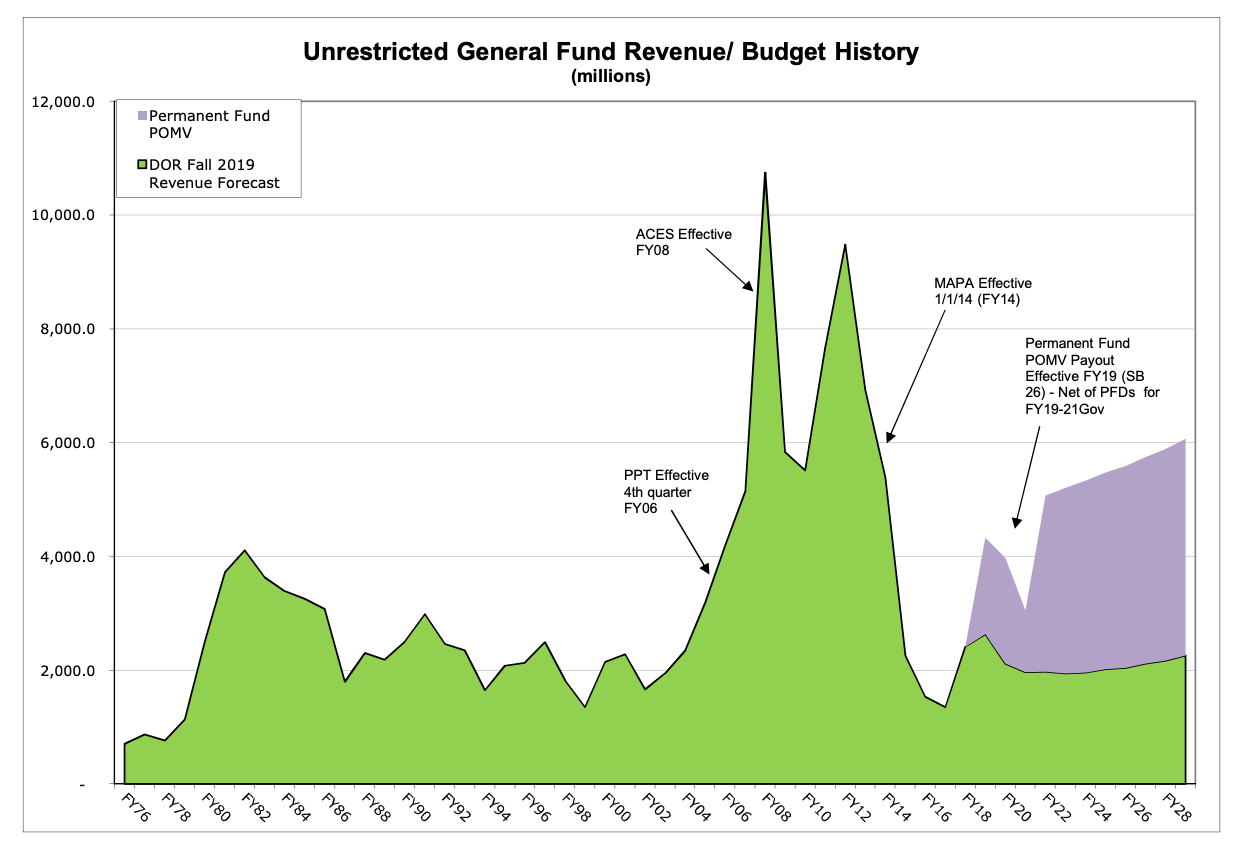 Unrestricted General Fund Revenue/ Budget History
(millions)
12,000.0
10,000.0
8,000.0
6,000.0
4,000.0
2,000.0
-
Permanent Fund
POMV
DOR Fall 2019
Revenue Forecast
ACES Effective
FY08
MAPA Effective
1/1/14 (FY14)
Permanent Fund
POMV Payout
Effective FY19 (SB
26) - Net of PFDs for
FY19-21Gov
PPT Effective
4th quarter
FY06
FY76
FY78
FY80
FY82
FY84
FY86
FY88
FY90
FY92
FY94
FY96
FY98
FY00
FY02
FY04
FY06
FY08
FY10
FY12
FY14
FY16
FY18
FY20
FY22
FY24
FY26
FY28